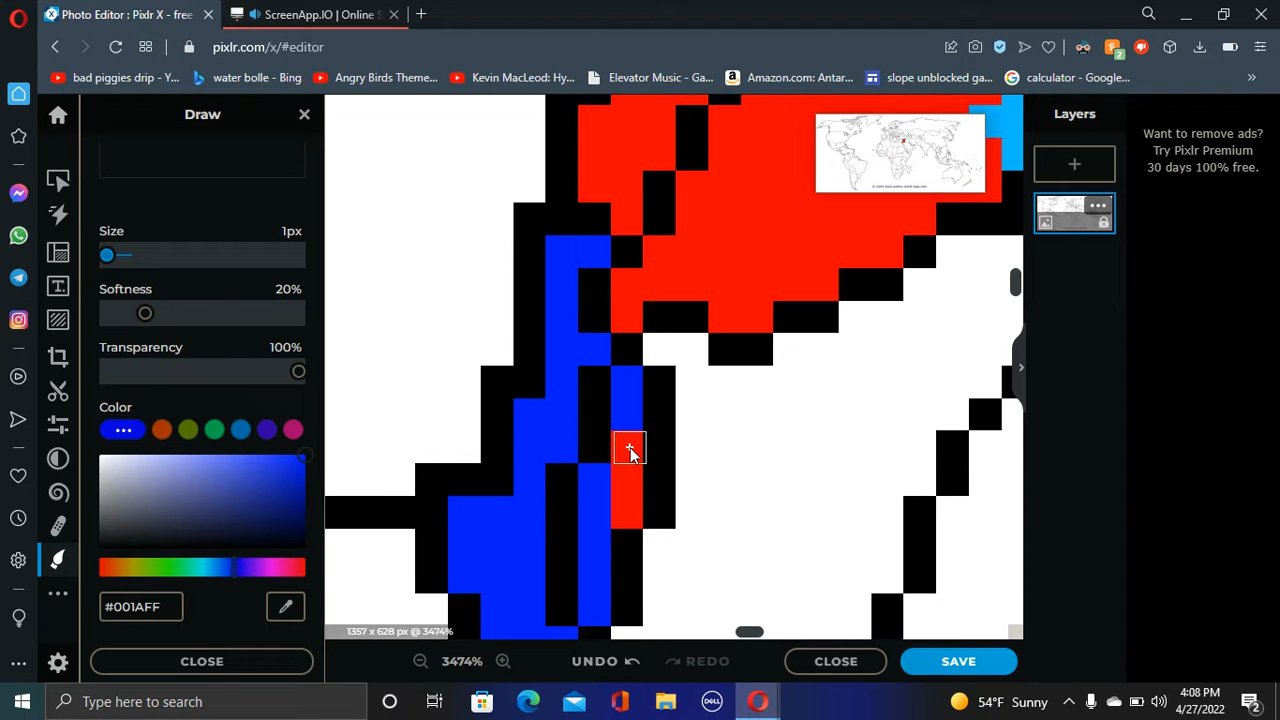 Photo Editor : Pixlr X - free
ScreenApp.IO | Online S
pixlr.com/x/#editor
2
bad piggies drip - Y...
water bolle - Bing
Angry Birds Theme...
Kevin MacLeod: Hy...
Elevator Music - Ga...
Amazon.com: Antar...
slope unblocked ga...
calculator - Google...
Draw
Size
1px
Softness
20%
Transparency
100%
Color
#001AFF
CLOSE
1357 x 628 px @ 3474%
3474%
UNDO
REDO
CLOSE
SAVE
Layers
Want to remove ads?
Try Pixlr Premium
30 days 100% free.
Type here to search
DELL
54°F Sunny
4:08 PM
4/27/2022
2